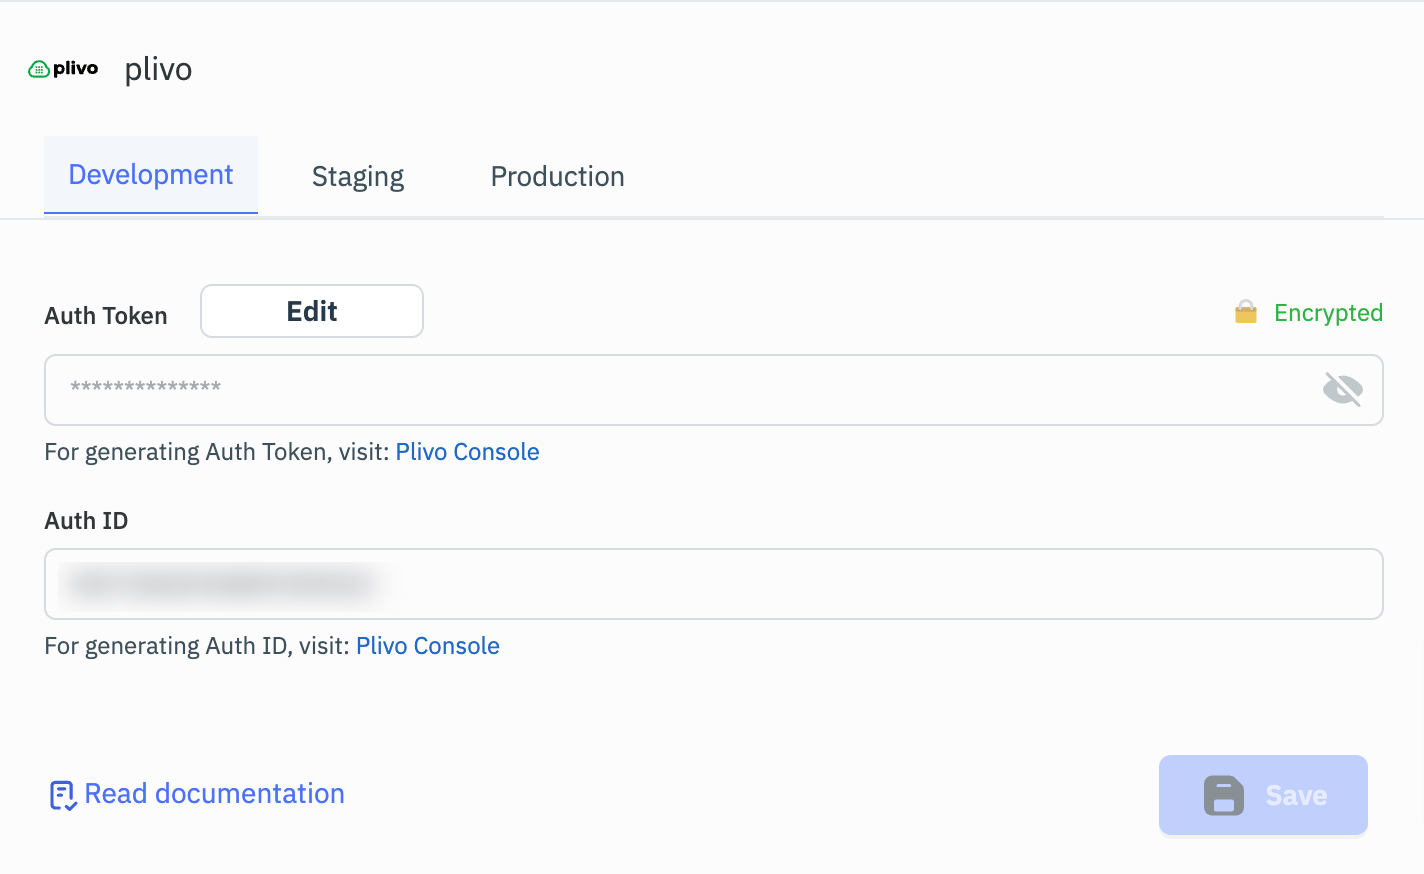 plivo plivo
Development Staging Production
Auth Token Edit Encrypted
**************
For generating Auth Token, visit: Plivo Console
Auth ID
For generating Auth ID, visit: Plivo Console
Read documentation Save